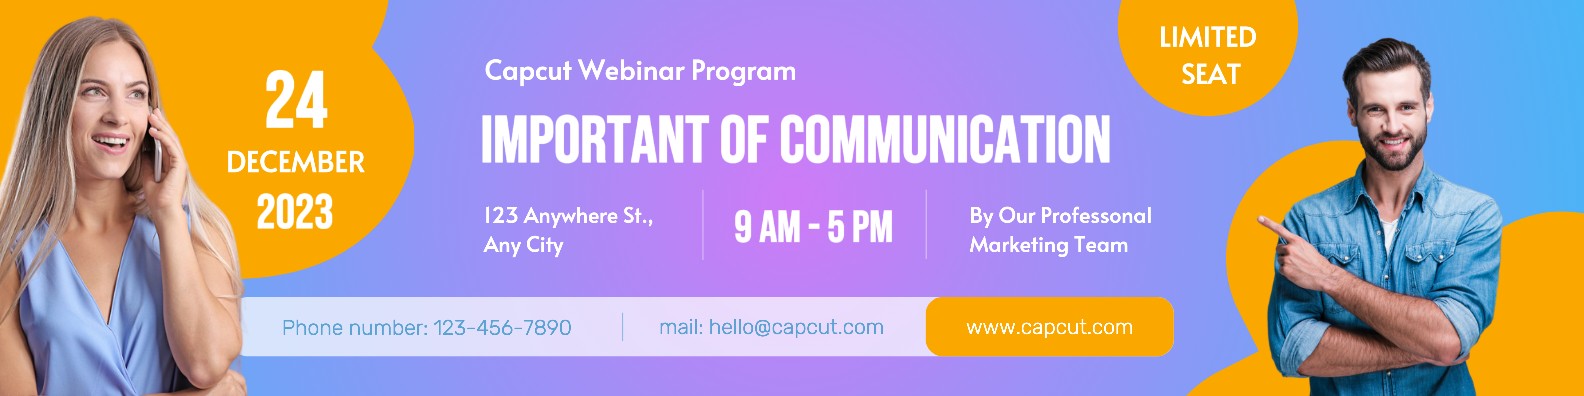 24
DECEMBER
2023
Capcut Webinar Program
IMPORTANT OF COMMUNICATION
123 Anywhere St.,
Any City
9 AM - 5 PM
By Our Professonal
Marketing Team
LIMITED
SEAT
Phone number: 123-456-7890
mail: hello@capcut.com
www.capcut.com